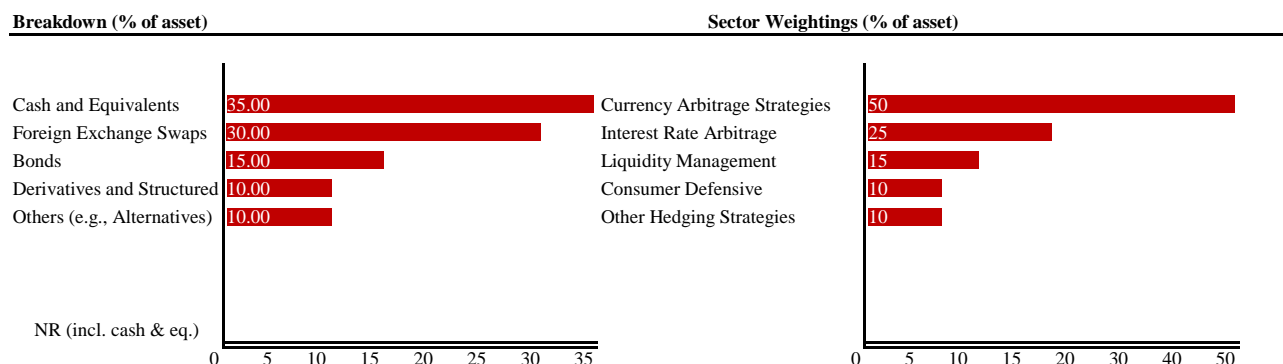 Breakdown (% of asset)
Cash and Equivalents 35.00
Foreign Exchange Swaps 30.00
Bonds 15.00
Derivatives and Structured 10.00
Others (e.g., Alternatives) 10.00
NR (incl. cash & eq.)
0 5 10 15 20 25 30 35
Sector Weightings (% of asset)
Currency Arbitrage Strategies 50
Interest Rate Arbitrage 25
Liquidity Management 15
Consumer Defensive 10
Other Hedging Strategies 10
0 5 10 20 30 40 50